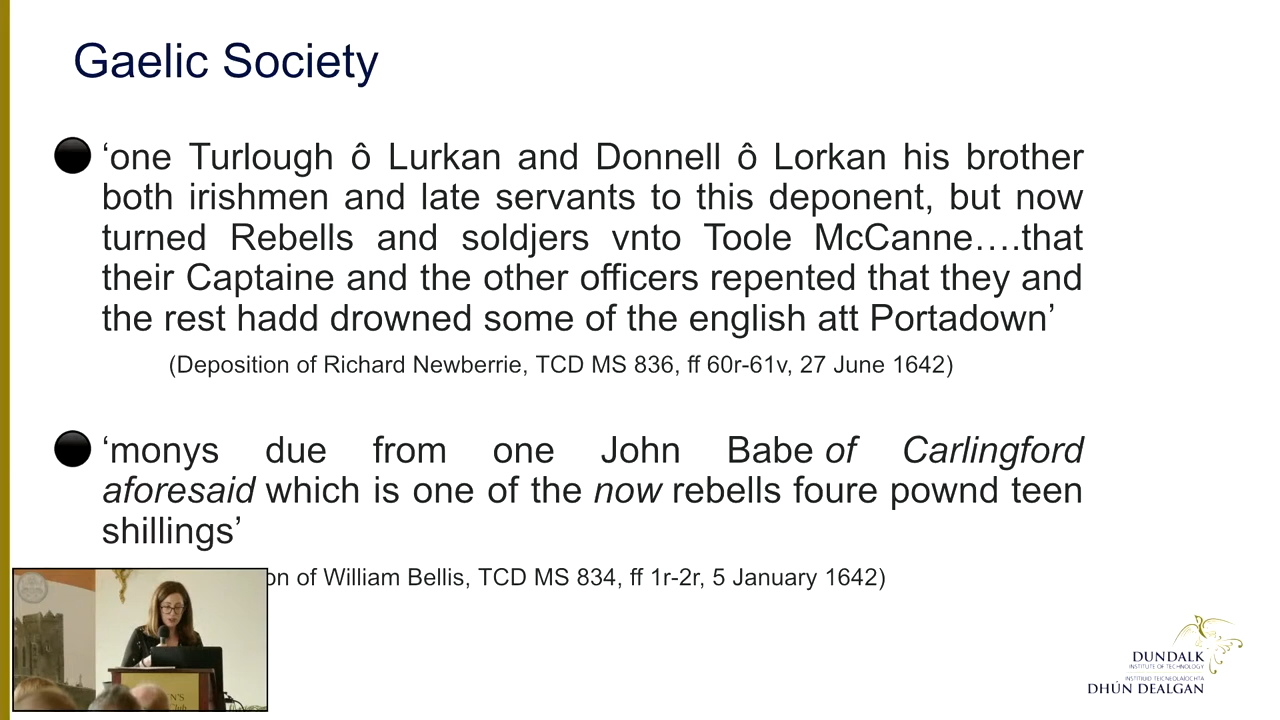 Gaelic Society
‘one Turlough ô Lurkan and Donnell ô Lorkan his brother
both irishmen and late servants to this deponent, but now
turned Rebells and soldjers vnto Toole McCanne….that
their Captaine and the other officers repented that they and
the rest hadd drowned some of the english att Portadown’
(Deposition of Richard Newberrie, TCD MS 836, ff 60r-61v, 27 June 1642)
‘monys due from one John Babe of Carlingford
aforesaid which is one of the now rebells foure pownd teen
shillings’
on of William Bellis, TCD MS 834, ff 1r-2r, 5 January 1642)
DUNDALK
INSTITUTE OF TECHNOLOGY
INSTITIÚID TEICNEOLAÍOCHTA
DHÚN DEALGAN